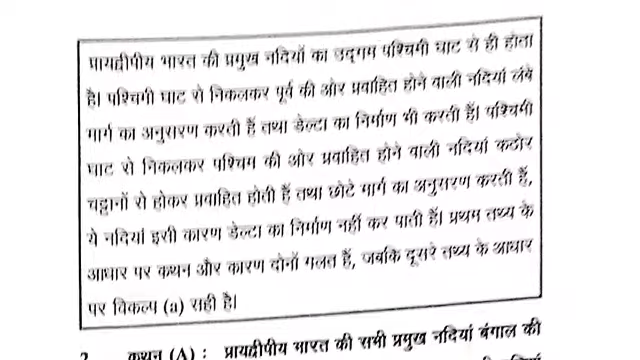 प्रायद्वीपीय भारत की प्रमुख नदियों का उद्‌गम पश्चिमी घाट से ही होता
है। पश्चिमी घाट से निकलकर पूर्व की ओर प्रवाहित होने वाली नदियां लंबे
मार्ग का अनुसरण करती हैं तथा डेल्टा का निर्माण भी करती हैं। पश्चिमी
घाट से निकलकर पश्चिम की ओर प्रवाहित होने वाली नदियां कठोर
चट्टानों से होकर प्रवाहित होती हैं तथा छोटे मार्ग का अनुसरण करती हैं,
ये नदियां इसी कारण डेल्टा का निर्माण नहीं कर पाती हैं। प्रथम तथ्य के
आधार पर कथन और कारण दोनों गलत हैं, जबकि दूसरे तथ्य के आधार
पर विकल्प (a) सही है।
2. कथन (A) : प्रायद्वीपीय भारत की सभी प्रमुख नदियां बंगाल की